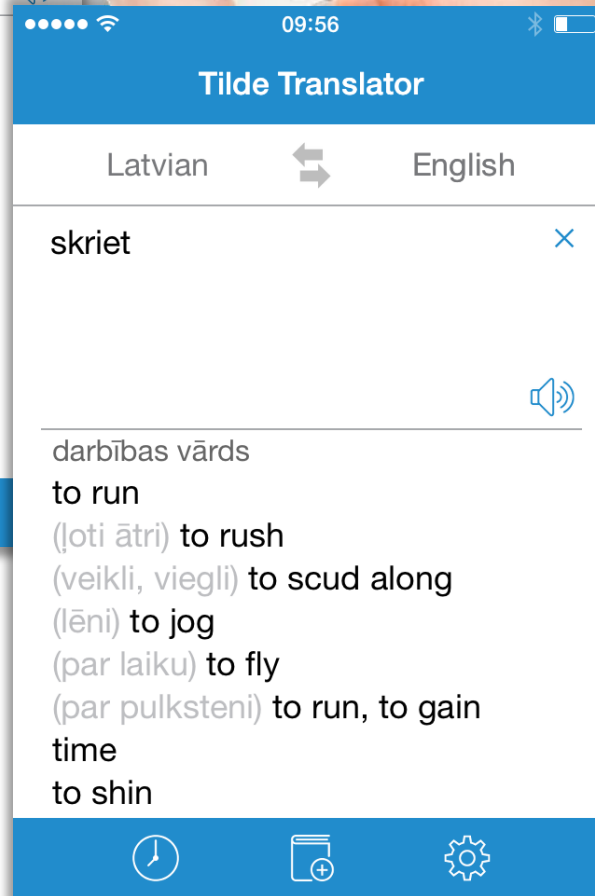 09:56
Tilde Translator
Latvian English
skriet
darbības vārds
to run
(ļoti ātri) to rush
(veikli, viegli) to scud along
(lēni) to jog
(par laiku) to fly
(par pulksteni) to run, to gain
time
to shin